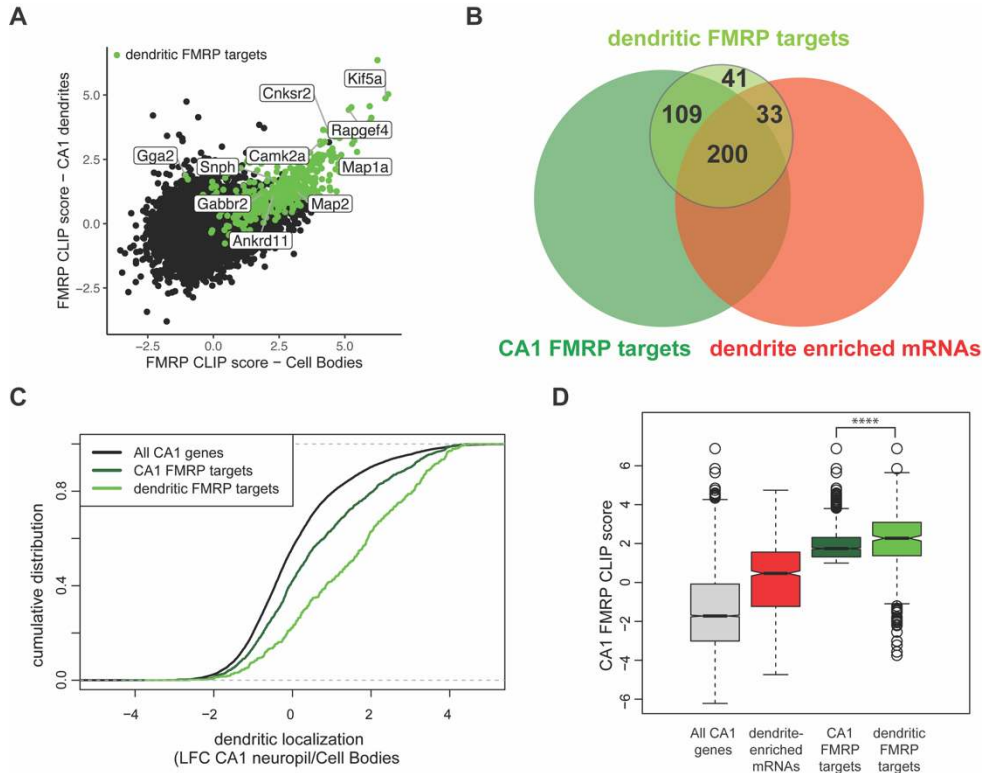 A
dendritic FMRP targets
FMRP CLIP score – CA1 dendrites
5.0
2.5
0.0
−2.5
Kif5a
Cnksr2
Rapgef4
Gga2
Snph
Camk2a
Map1a
Gabbr2
Map2
Ankrd11
−2.5
0.0
2.5
5.0
FMRP CLIP score – Cell Bodies
B
dendritic FMRP targets
41
109
33
200
CA1 FMRP targets
dendrite enriched mRNAs
C
All CA1 genes
CA1 FMRP targets
dendritic FMRP targets
cumulative distribution
0.8
0.4
0.0
−4
−2
0
2
4
dendritic localization
(LFC CA1 neuropil/Cell Bodies
D
****
CA1 FMRP CLIP score
6
4
2
0
−2
−4
−6
All CA1
genes
dendrite-
enriched
mRNAs
CA1
FMRP
targets
dendritic
FMRP
targets